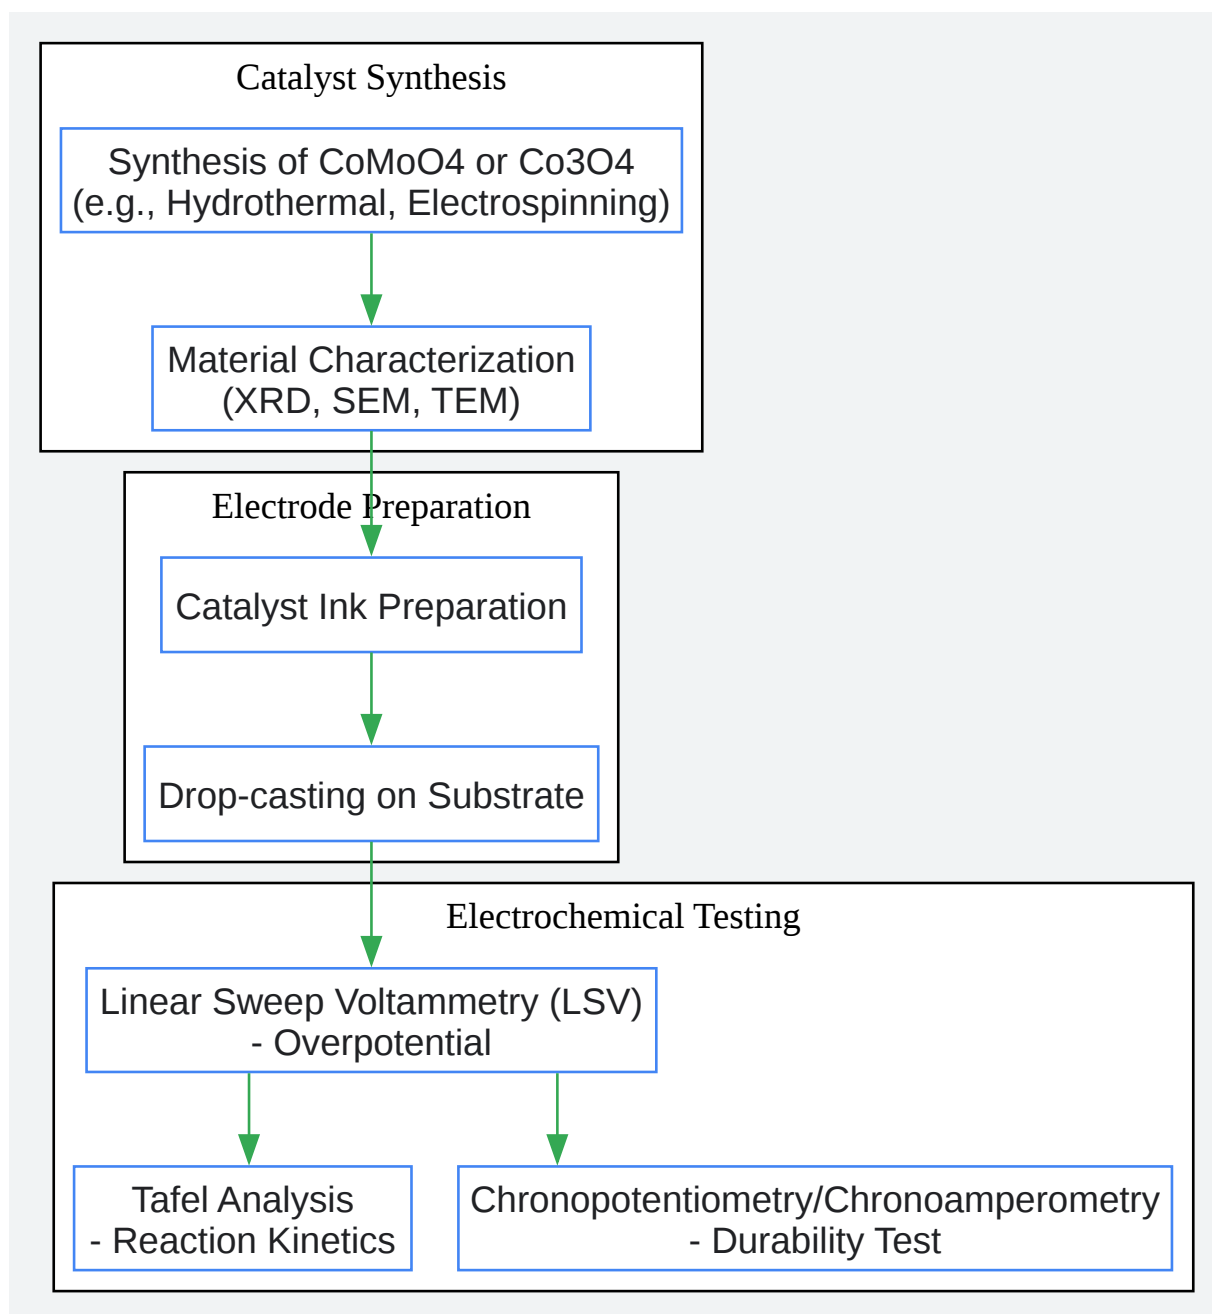 Catalyst Synthesis
Synthesis of CoMoO4 or Co3O4
(e.g., Hydrothermal, Electrospinning)
Material Characterization
(XRD, SEM, TEM)
Electrode Preparation
Catalyst Ink Preparation
Drop-casting on Substrate
Electrochemical Testing
Linear Sweep Voltammetry (LSV)
- Overpotential
Tafel Analysis
- Reaction Kinetics
Chronopotentiometry/Chronoamperometry
- Durability Test